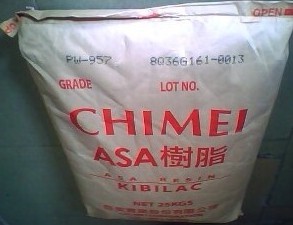 OPEN
PW-957 8Q36G161-0013
GRADE LOT NO.
CHIMEI
ASA樹脂
ASA RESIN
KIBILAC
NET 25KGS